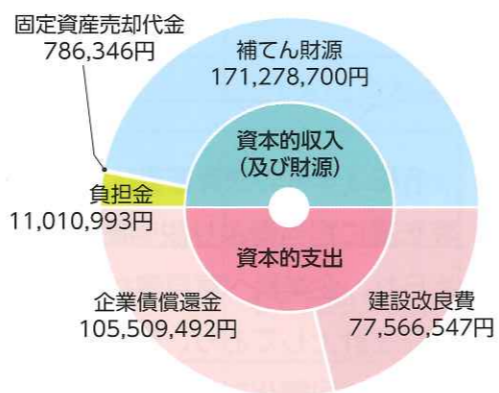 固定資産売却代金
786,346円
補てん財源
171,278,700円
資本的収入
(及び財源)
負担金
11,010,993円
資本的支出
企業債償還金
105,509,492円
建設改良費
77,566,547円